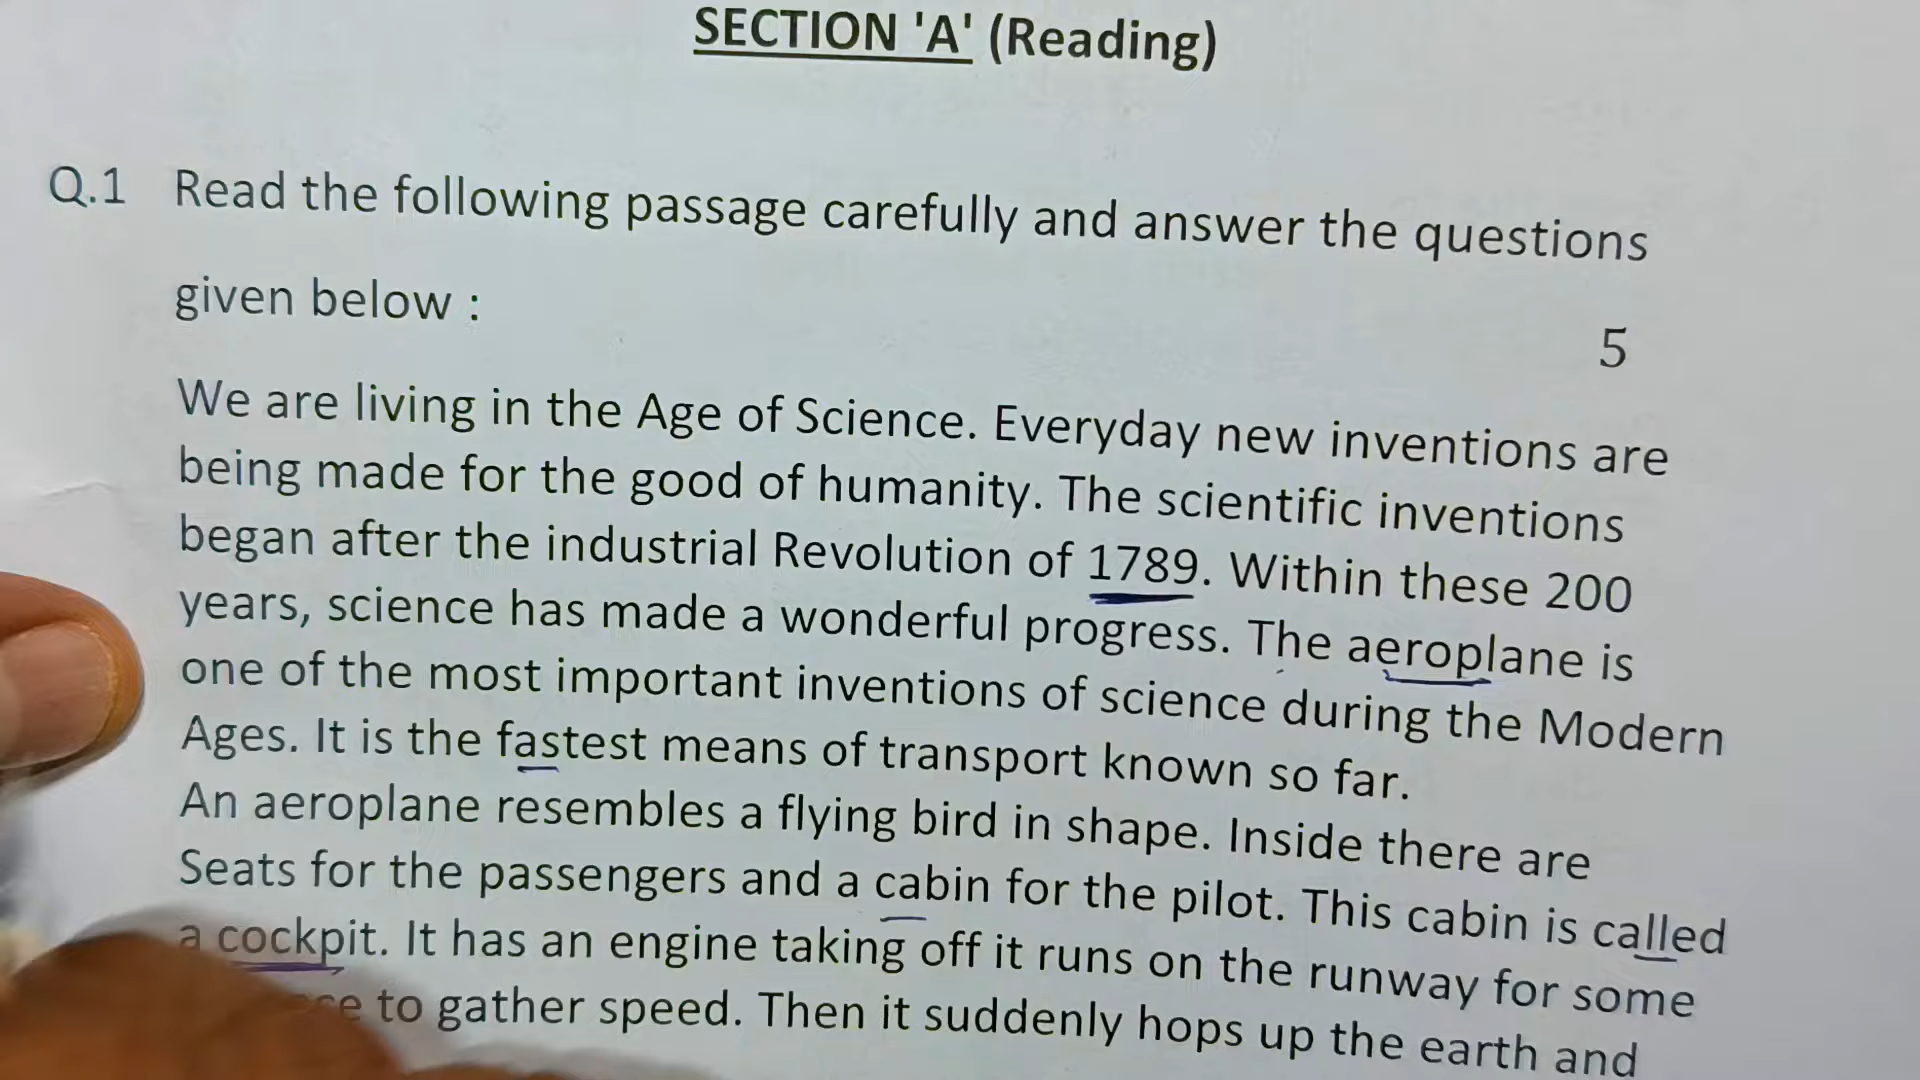 SECTION 'A' (Reading)
Q.1 Read the following passage carefully and answer the questions
given below :
5
We are living in the Age of Science. Everyday new inventions are
being made for the good of humanity. The scientific inventions
began after the industrial Revolution of 1789. Within these 200
years, science has made a wonderful progress. The aeroplane is
one of the most important inventions of science during the Modern
Ages. It is the fastest means of transport known so far.
An aeroplane resembles a flying bird in shape. Inside there are
Seats for the passengers and a cabin for the pilot. This cabin is called
a cockpit. It has an engine taking off it runs on the runway for some
to gather speed. Then it suddenly hops up the earth and